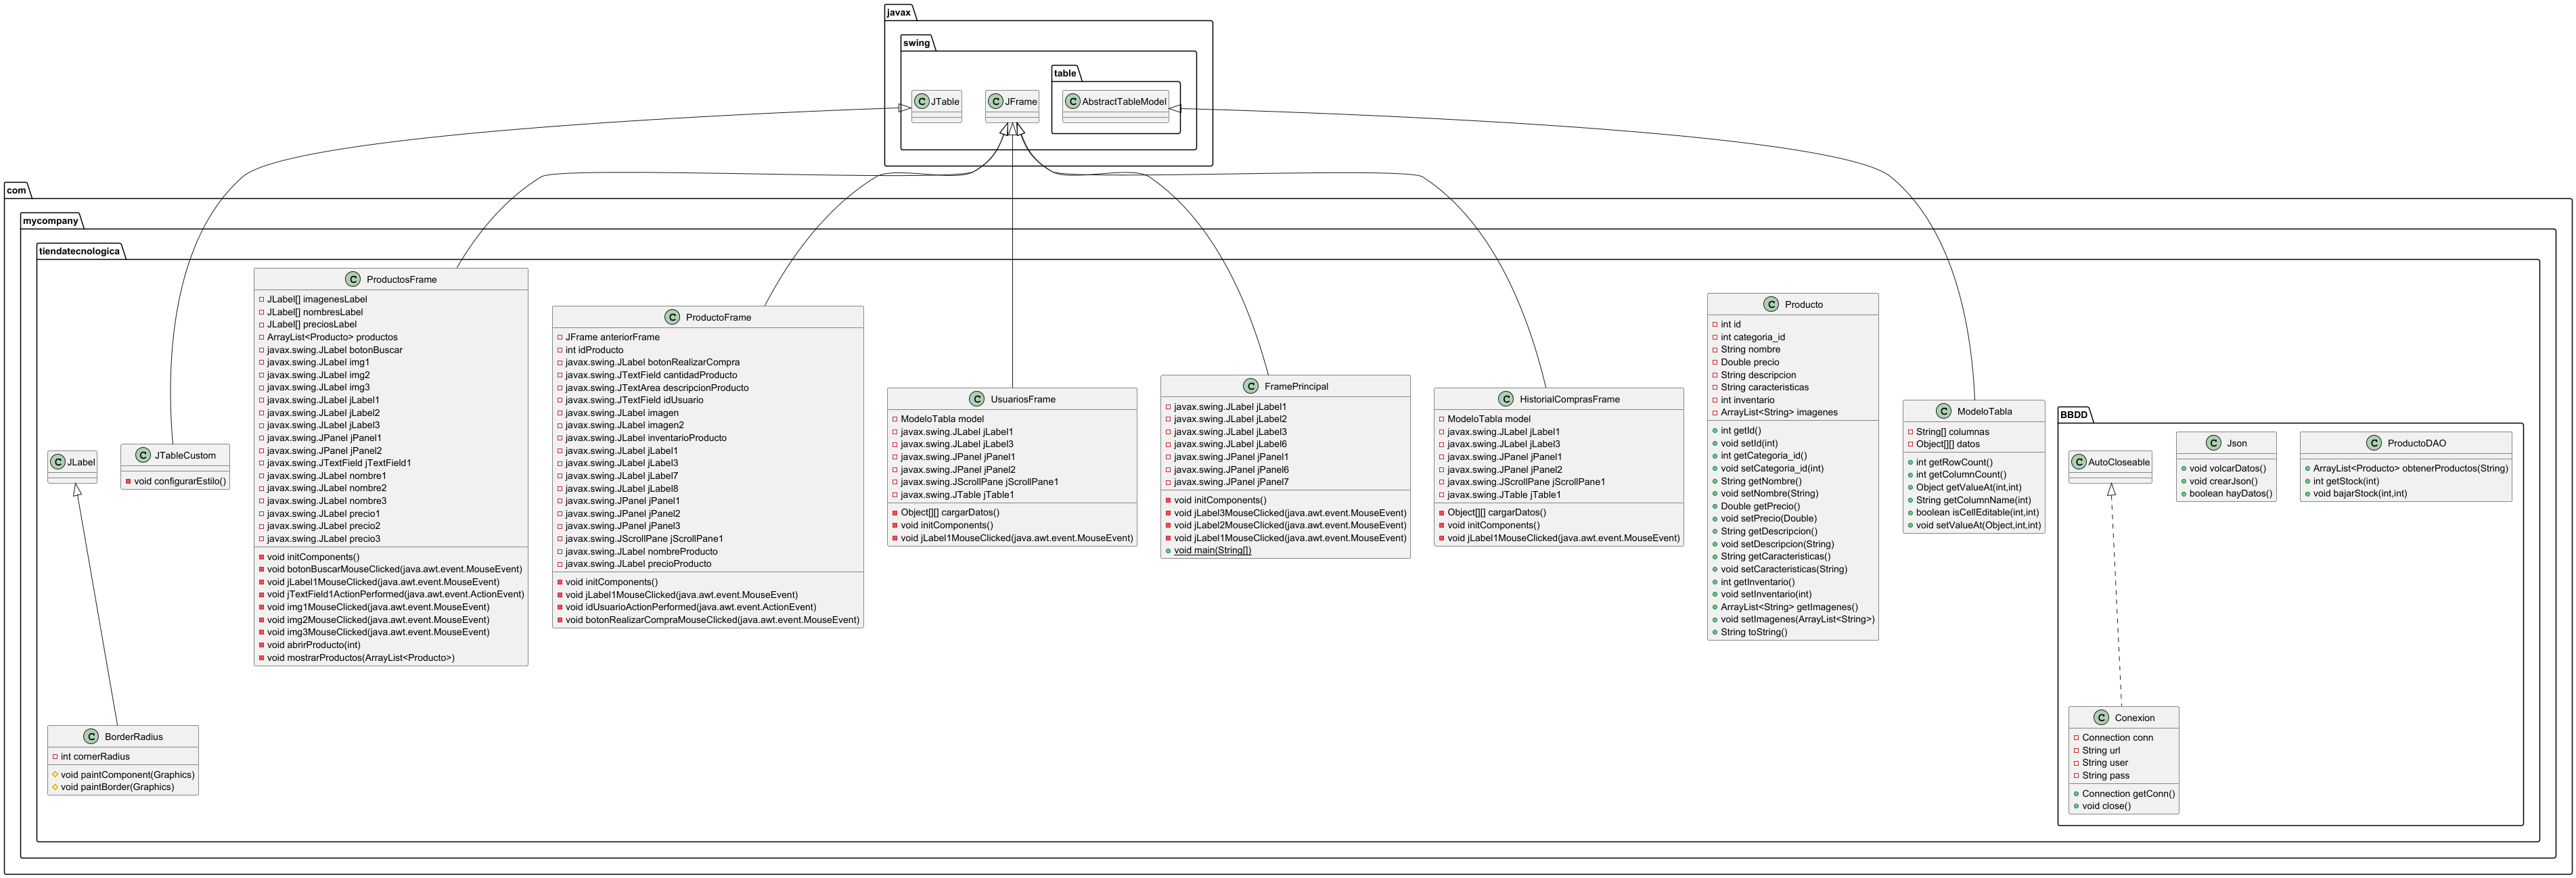 javax
swing
table
JTable
JFrame
AbstractTableModel
com
mycompany
tiendatecnologica
JLabel
JTableCustom
void configurarEstilo()
ProductosFrame
JLabel[] imagenesLabel
JLabel[] nombresLabel
JLabel[] preciosLabel
ArrayList<Producto> productos
javax.swing.JLabel botonBuscar
javax.swing.JLabel img1
javax.swing.JLabel img2
javax.swing.JLabel img3
javax.swing.JLabel jLabel1
javax.swing.JLabel jLabel2
javax.swing.JLabel jLabel3
javax.swing.JPanel jPanel1
javax.swing.JPanel jPanel2
javax.swing.JTextField jTextField1
javax.swing.JLabel nombre1
javax.swing.JLabel nombre2
javax.swing.JLabel nombre3
javax.swing.JLabel precio1
javax.swing.JLabel precio2
javax.swing.JLabel precio3
void initComponents()
void botonBuscarMouseClicked(java.awt.event.MouseEvent)
void jLabel1MouseClicked(java.awt.event.MouseEvent)
void jTextField1ActionPerformed(java.awt.event.ActionEvent)
void img1MouseClicked(java.awt.event.MouseEvent)
void img2MouseClicked(java.awt.event.MouseEvent)
void img3MouseClicked(java.awt.event.MouseEvent)
void abrirProducto(int)
void mostrarProductos(ArrayList<Producto>)
ProductoFrame
JFrame anteriorFrame
int idProducto
javax.swing.JLabel botonRealizarCompra
javax.swing.JTextField cantidadProducto
javax.swing.JTextArea descripcionProducto
javax.swing.JTextField idUsuario
javax.swing.JLabel imagen
javax.swing.JLabel imagen2
javax.swing.JLabel inventarioProducto
javax.swing.JLabel jLabel1
javax.swing.JLabel jLabel3
javax.swing.JLabel jLabel7
javax.swing.JLabel jLabel8
javax.swing.JPanel jPanel1
javax.swing.JPanel jPanel2
javax.swing.JPanel jPanel3
javax.swing.JScrollPane jScrollPane1
javax.swing.JLabel nombreProducto
javax.swing.JLabel precioProducto
void initComponents()
void jLabel1MouseClicked(java.awt.event.MouseEvent)
void idUsuarioActionPerformed(java.awt.event.ActionEvent)
void botonRealizarCompraMouseClicked(java.awt.event.MouseEvent)
UsuariosFrame
ModeloTabla model
javax.swing.JLabel jLabel1
javax.swing.JLabel jLabel3
javax.swing.JPanel jPanel1
javax.swing.JPanel jPanel2
javax.swing.JScrollPane jScrollPane1
javax.swing.JTable jTable1
Object[][] cargarDatos()
void initComponents()
void jLabel1MouseClicked(java.awt.event.MouseEvent)
FramePrincipal
javax.swing.JLabel jLabel1
javax.swing.JLabel jLabel2
javax.swing.JLabel jLabel3
javax.swing.JLabel jLabel6
javax.swing.JPanel jPanel1
javax.swing.JPanel jPanel6
javax.swing.JPanel jPanel7
void initComponents()
void jLabel3MouseClicked(java.awt.event.MouseEvent)
void jLabel2MouseClicked(java.awt.event.MouseEvent)
void jLabel1MouseClicked(java.awt.event.MouseEvent)
void main(String[])
HistorialComprasFrame
ModeloTabla model
javax.swing.JLabel jLabel1
javax.swing.JLabel jLabel3
javax.swing.JPanel jPanel1
javax.swing.JPanel jPanel2
javax.swing.JScrollPane jScrollPane1
javax.swing.JTable jTable1
Object[][] cargarDatos()
void initComponents()
void jLabel1MouseClicked(java.awt.event.MouseEvent)
Producto
int id
int categoria_id
String nombre
Double precio
String descripcion
String caracteristicas
int inventario
ArrayList<String> imagenes
int getId()
void setId(int)
int getCategoria_id()
void setCategoria_id(int)
String getNombre()
void setNombre(String)
Double getPrecio()
void setPrecio(Double)
String getDescripcion()
void setDescripcion(String)
String getCaracteristicas()
void setCaracteristicas(String)
int getInventario()
void setInventario(int)
ArrayList<String> getImagenes()
void setImagenes(ArrayList<String>)
String toString()
ModeloTabla
String[] columnas
Object[][] datos
int getRowCount()
int getColumnCount()
Object getValueAt(int,int)
String getColumnName(int)
boolean isCellEditable(int,int)
void setValueAt(Object,int,int)
BBDD
AutoCloseable
Json
void volcarDatos()
void crearJson()
boolean hayDatos()
ProductoDAO
ArrayList<Producto> obtenerProductos(String)
int getStock(int)
void bajarStock(int,int)
BorderRadius
int cornerRadius
void paintComponent(Graphics)
void paintBorder(Graphics)
Conexion
Connection conn
String url
String user
String pass
Connection getConn()
void close()